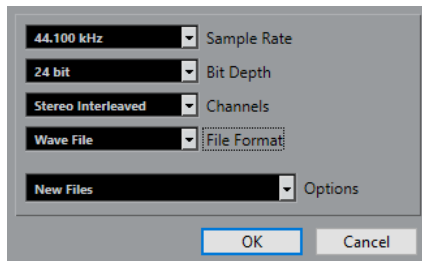 44.100 kHz Sample Rate
24 bit Bit Depth
Stereo Interleaved Channels
Wave File File Format
New Files Options
OK Cancel